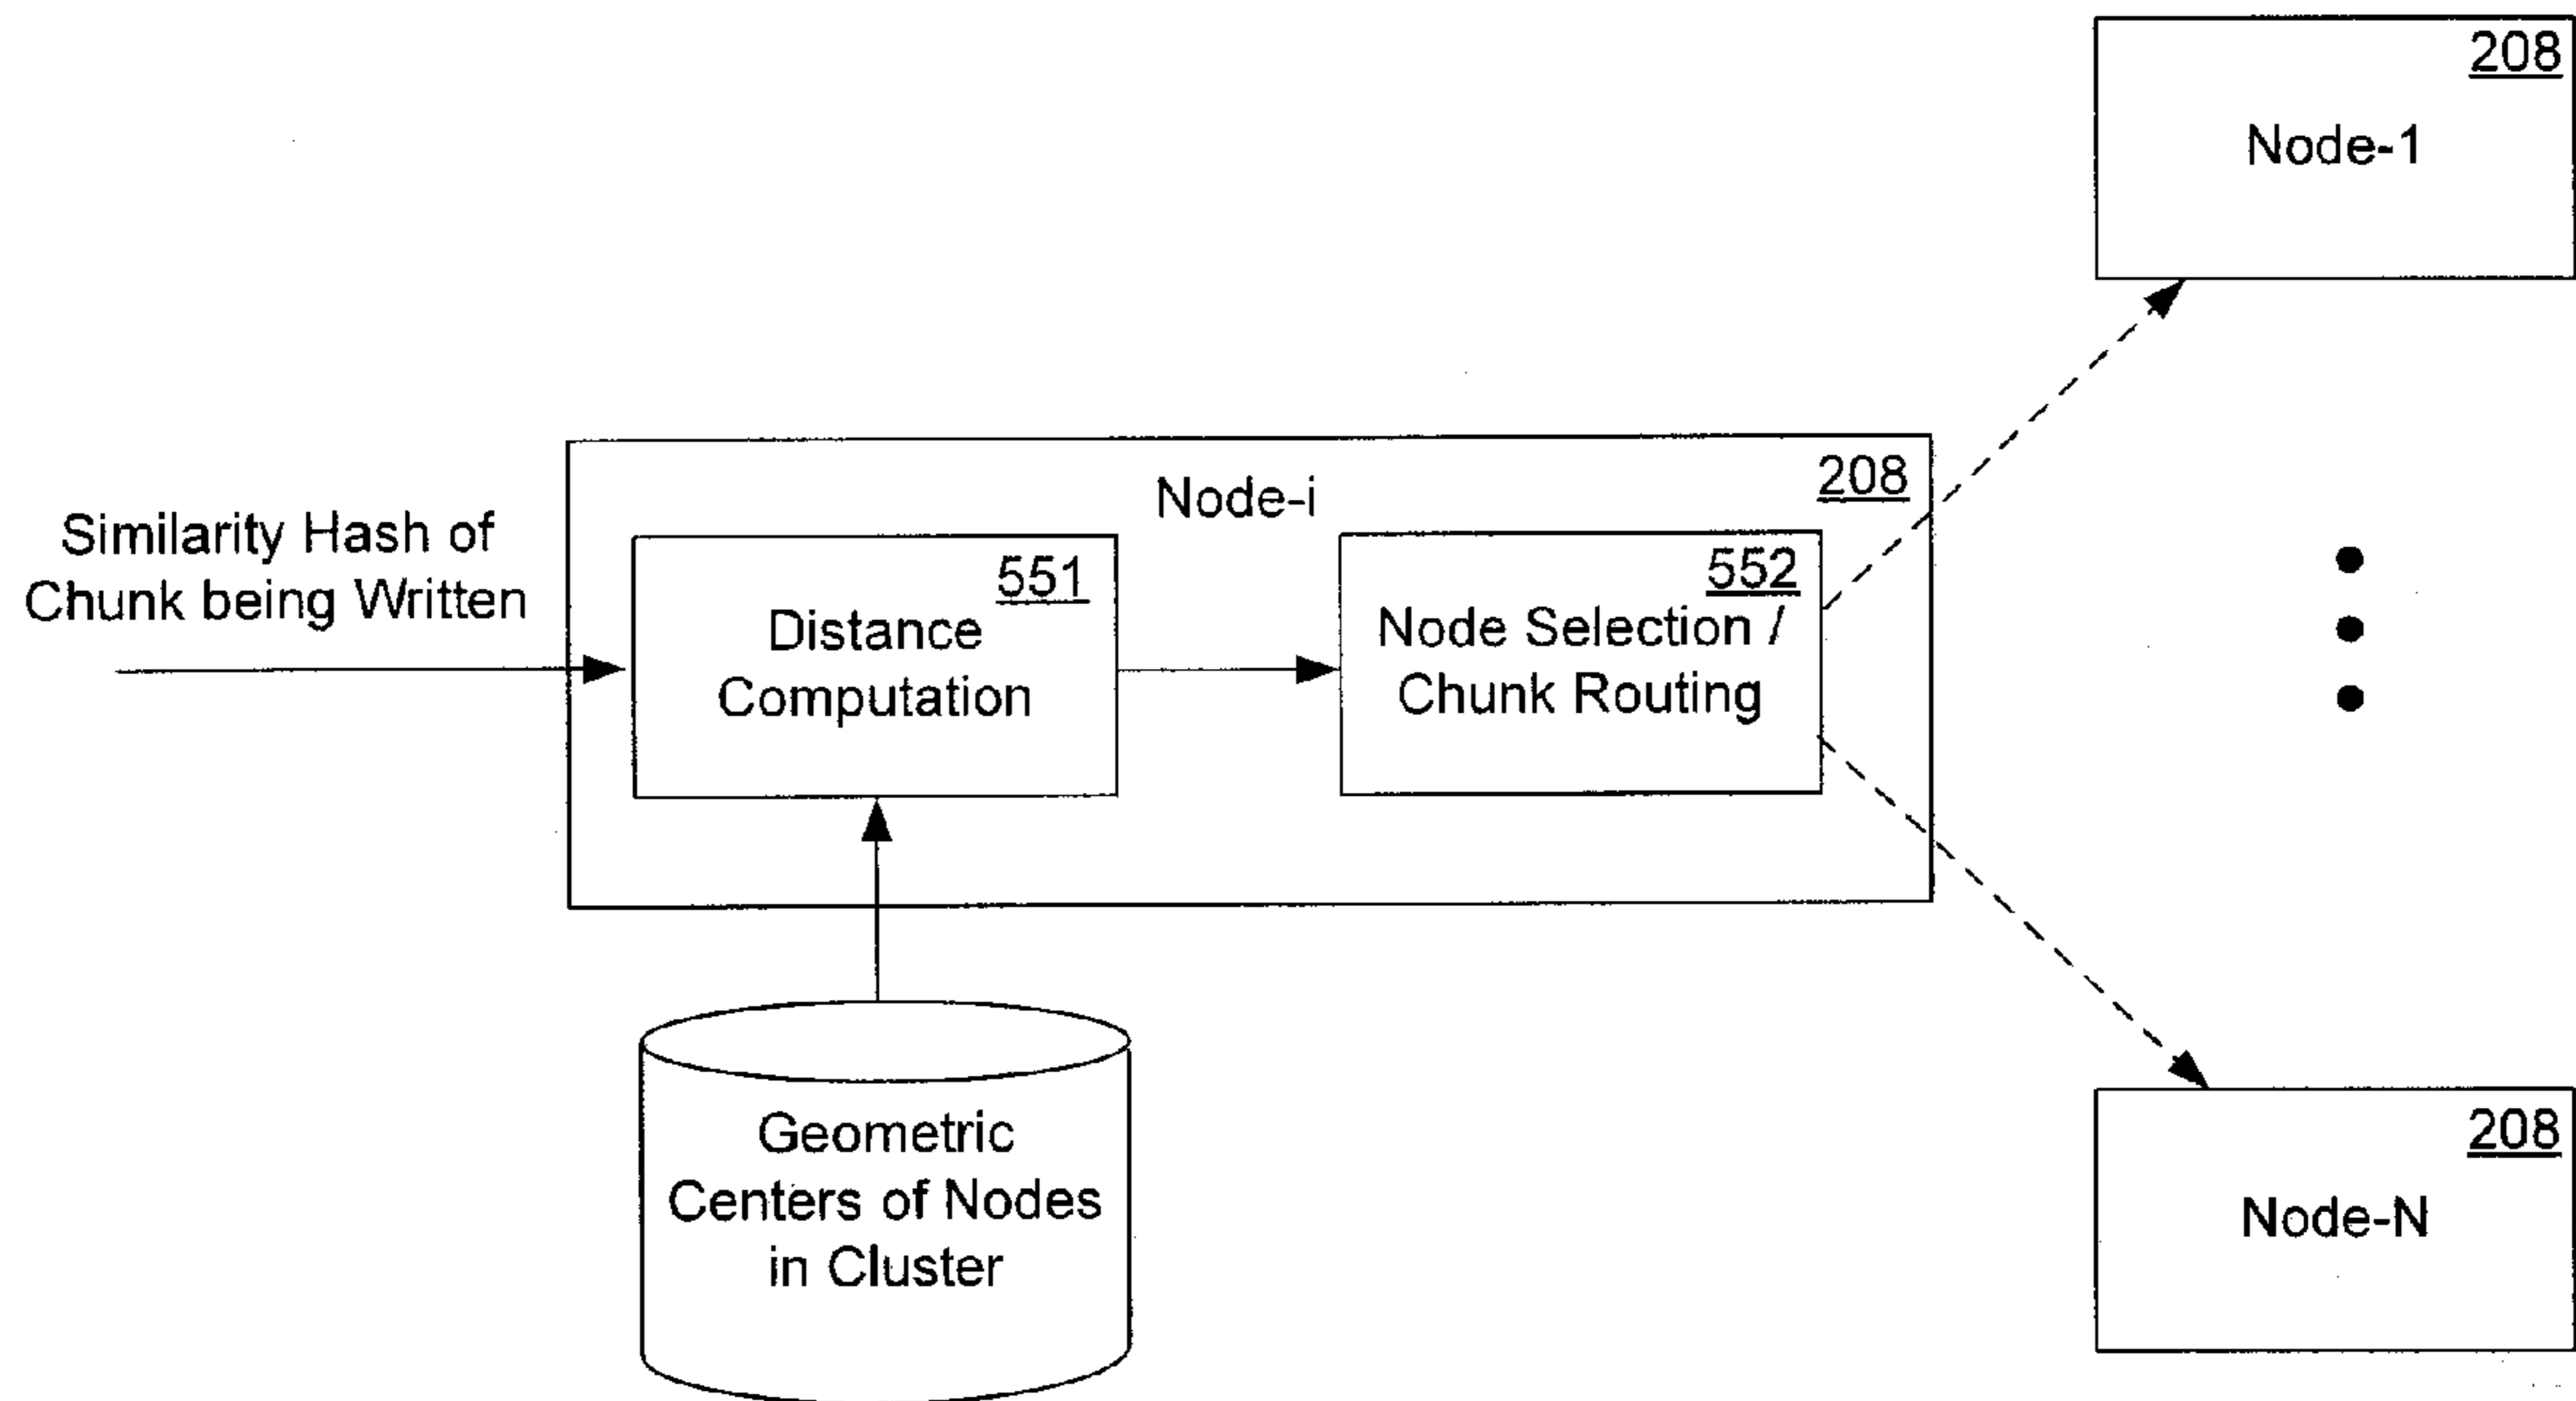 208
Node-1
Node-i
208
Similarity Hash of
Chunk being Written
551
Distance
Computation
552
Node Selection /
Chunk Routing
Geometric
Centers of Nodes
in Cluster
208
Node-N